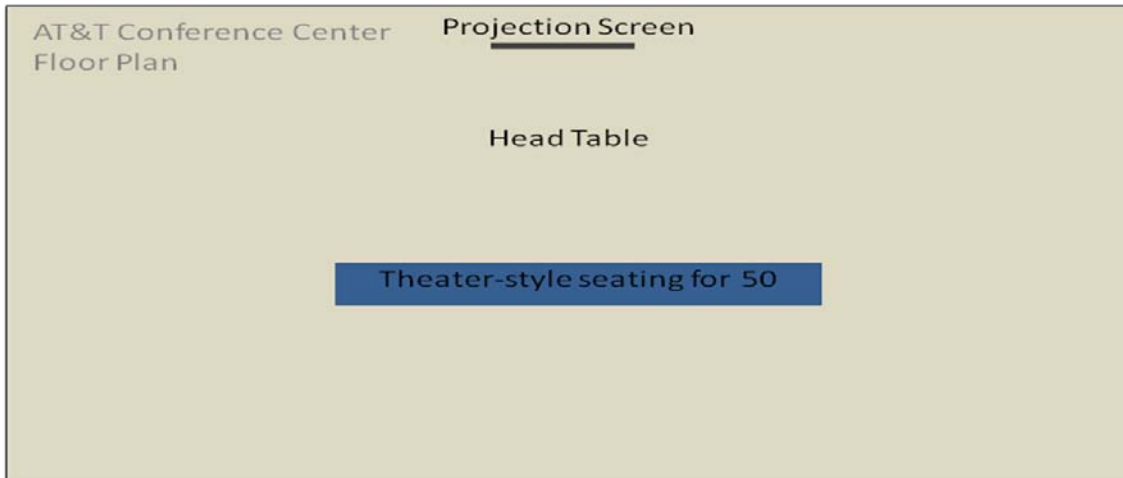 AT&T Conference Center
Floor Plan
Projection Screen
Head Table
Theater-style seating for 50